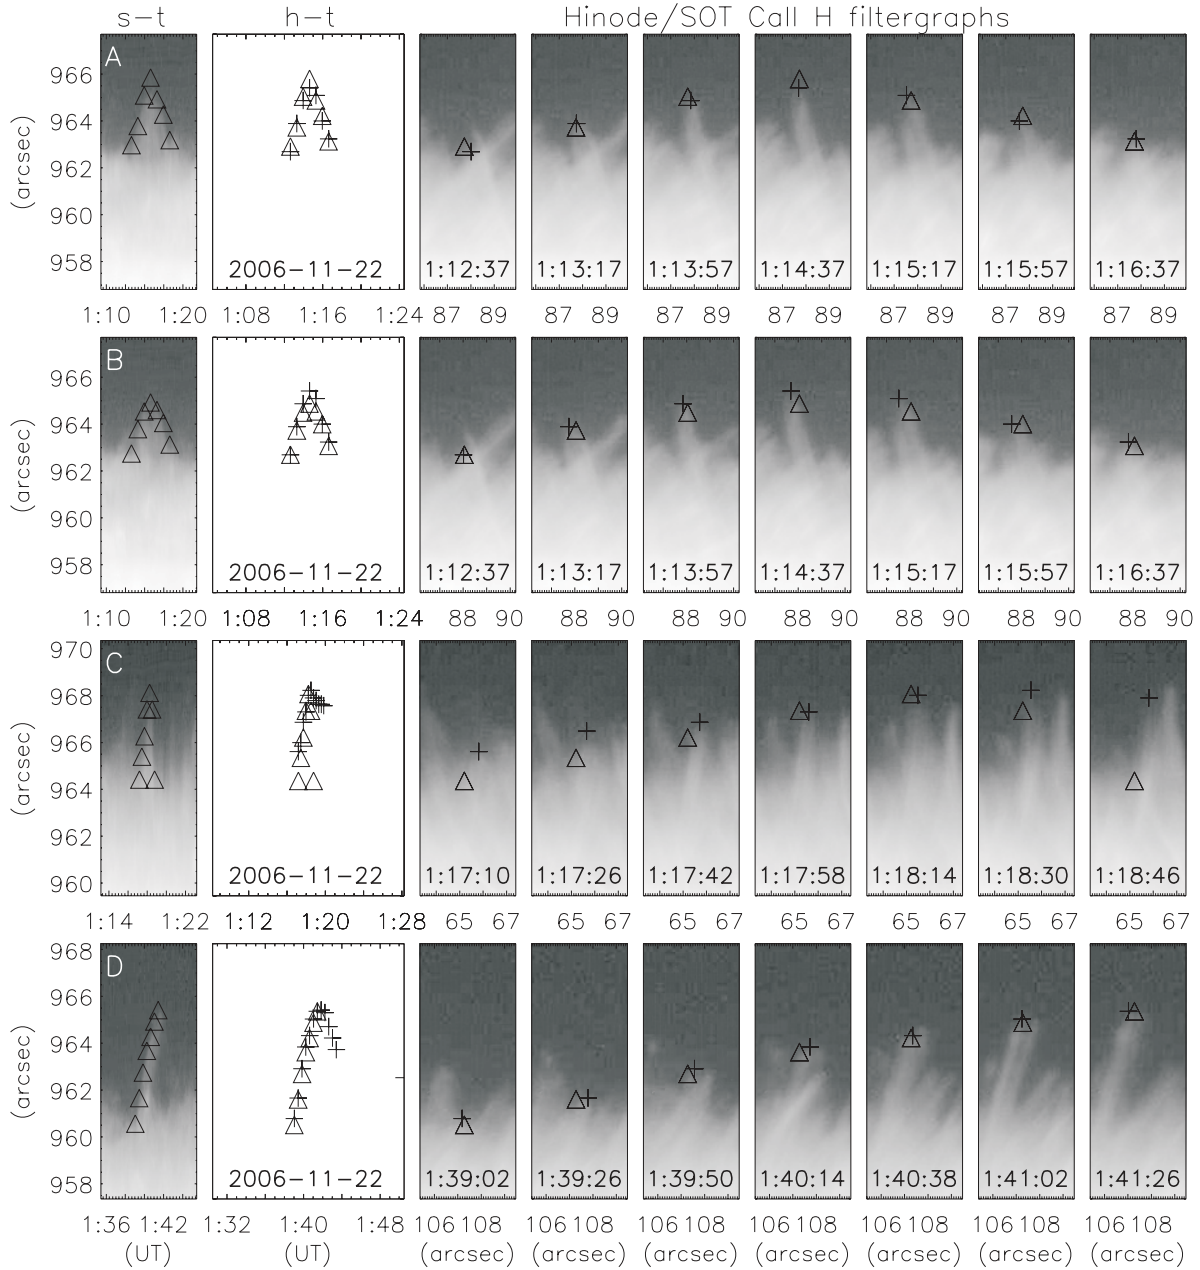 s−t h−t Hinode/SOT CaII H filtergraphs
A
966
964
962
960
958
(arcsec)
2006−11−22 1:12:37 1:13:17 1:13:57 1:14:37 1:15:17 1:15:57 1:16:37
1:10 1:20 1:08 1:16 1:24 87 89 87 89 87 89 87 89 87 89 87 89 87 89
B
966
964
962
960
958
(arcsec)
2006−11−22 1:12:37 1:13:17 1:13:57 1:14:37 1:15:17 1:15:57 1:16:37
1:10 1:20 1:08 1:16 1:24 88 90 88 90 88 90 88 90 88 90 88 90 88 90
C
970
968
966
964
962
960
(arcsec)
2006−11−22 1:17:10 1:17:26 1:17:42 1:17:58 1:18:14 1:18:30 1:18:46
1:14 1:22 1:12 1:20 1:28 65 67 65 67 65 67 65 67 65 67 65 67 65 67
D
968
966
964
962
960
958
(arcsec)
2006−11−22 1:39:02 1:39:26 1:39:50 1:40:14 1:40:38 1:41:02 1:41:26
1:36 1:42 1:32 1:40 1:48 106 108 106 108 106 108 106 108 106 108 106 108 106 108
(UT) (UT) (arcsec) (arcsec) (arcsec) (arcsec) (arcsec) (arcsec) (arcsec)